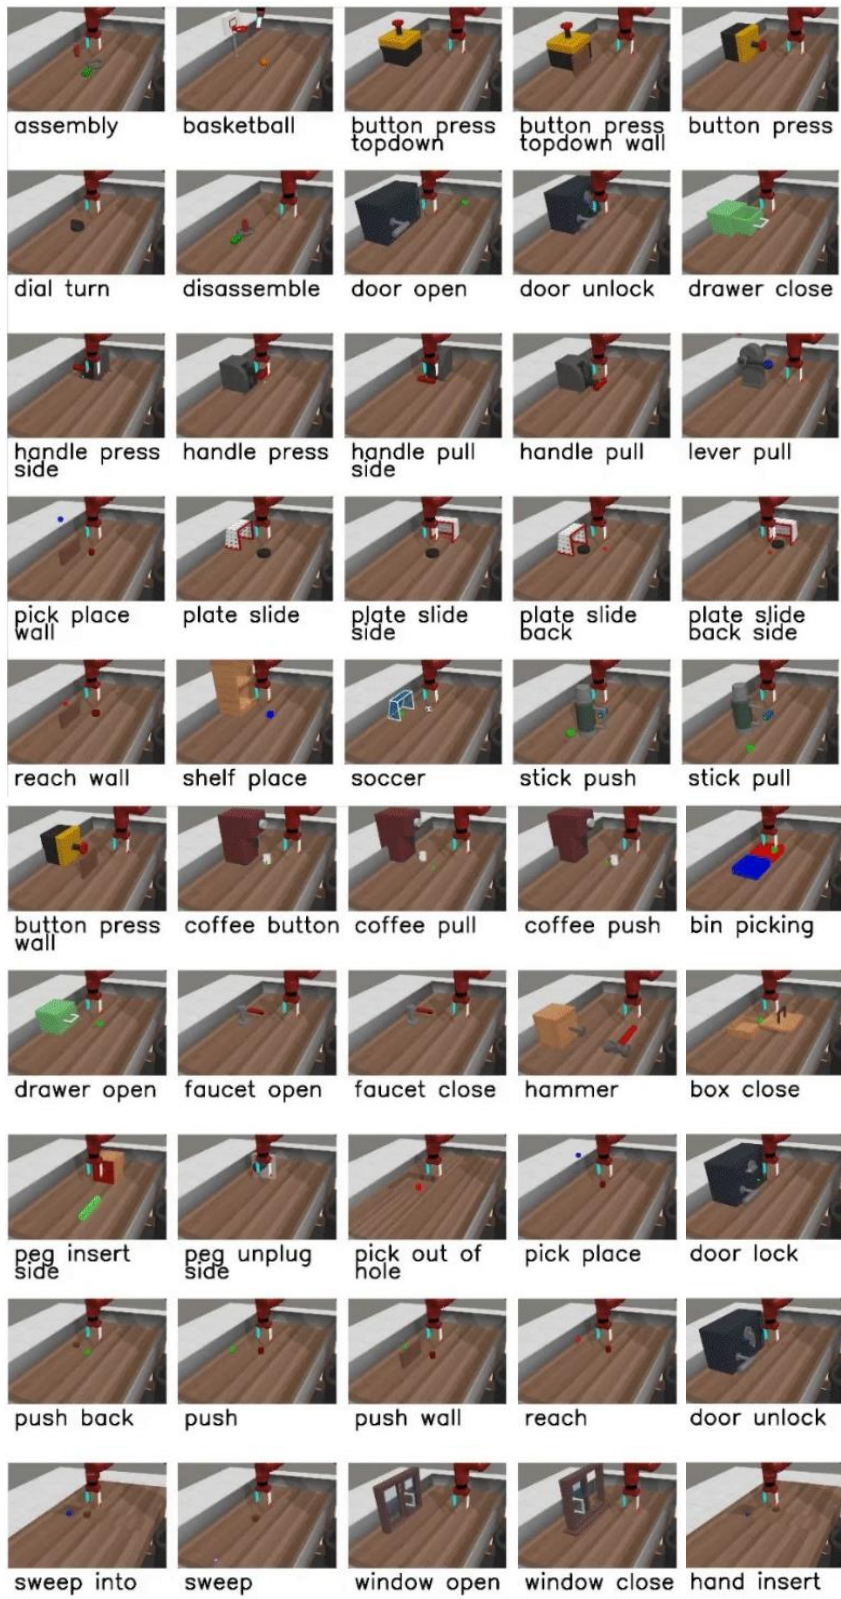 assembly
basketball
button press
topdown
button press
topdown wall
button press
dial turn
disassemble
door open
door unlock
drawer close
handle press
side
handle press
handle pull
side
handle pull
lever pull
pick place
wall
plate slide
plate slide
side
plate slide
back
plate slide
back side
reach wall
shelf place
soccer
stick push
stick pull
button press
wall
coffee button
coffee pull
coffee push
bin picking
drawer open
faucet open
faucet close
hammer
box close
peg insert
side
peg unplug
side
pick out of
hole
pick place
door lock
push back
push
push wall
reach
door unlock
sweep into
sweep
window open
window close
hand insert